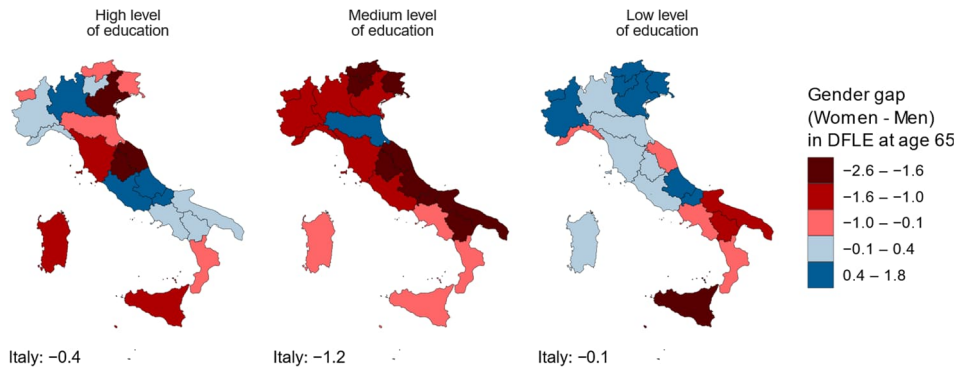 High level
of education
Medium level
of education
Low level
of education
Gender gap
(Women - Men)
in DFLE at age 65
−2.6 – −1.6
−1.6 – −1.0
−1.0 – −0.1
−0.1 – 0.4
0.4 – 1.8
Italy: −0.4
Italy: −1.2
Italy: −0.1